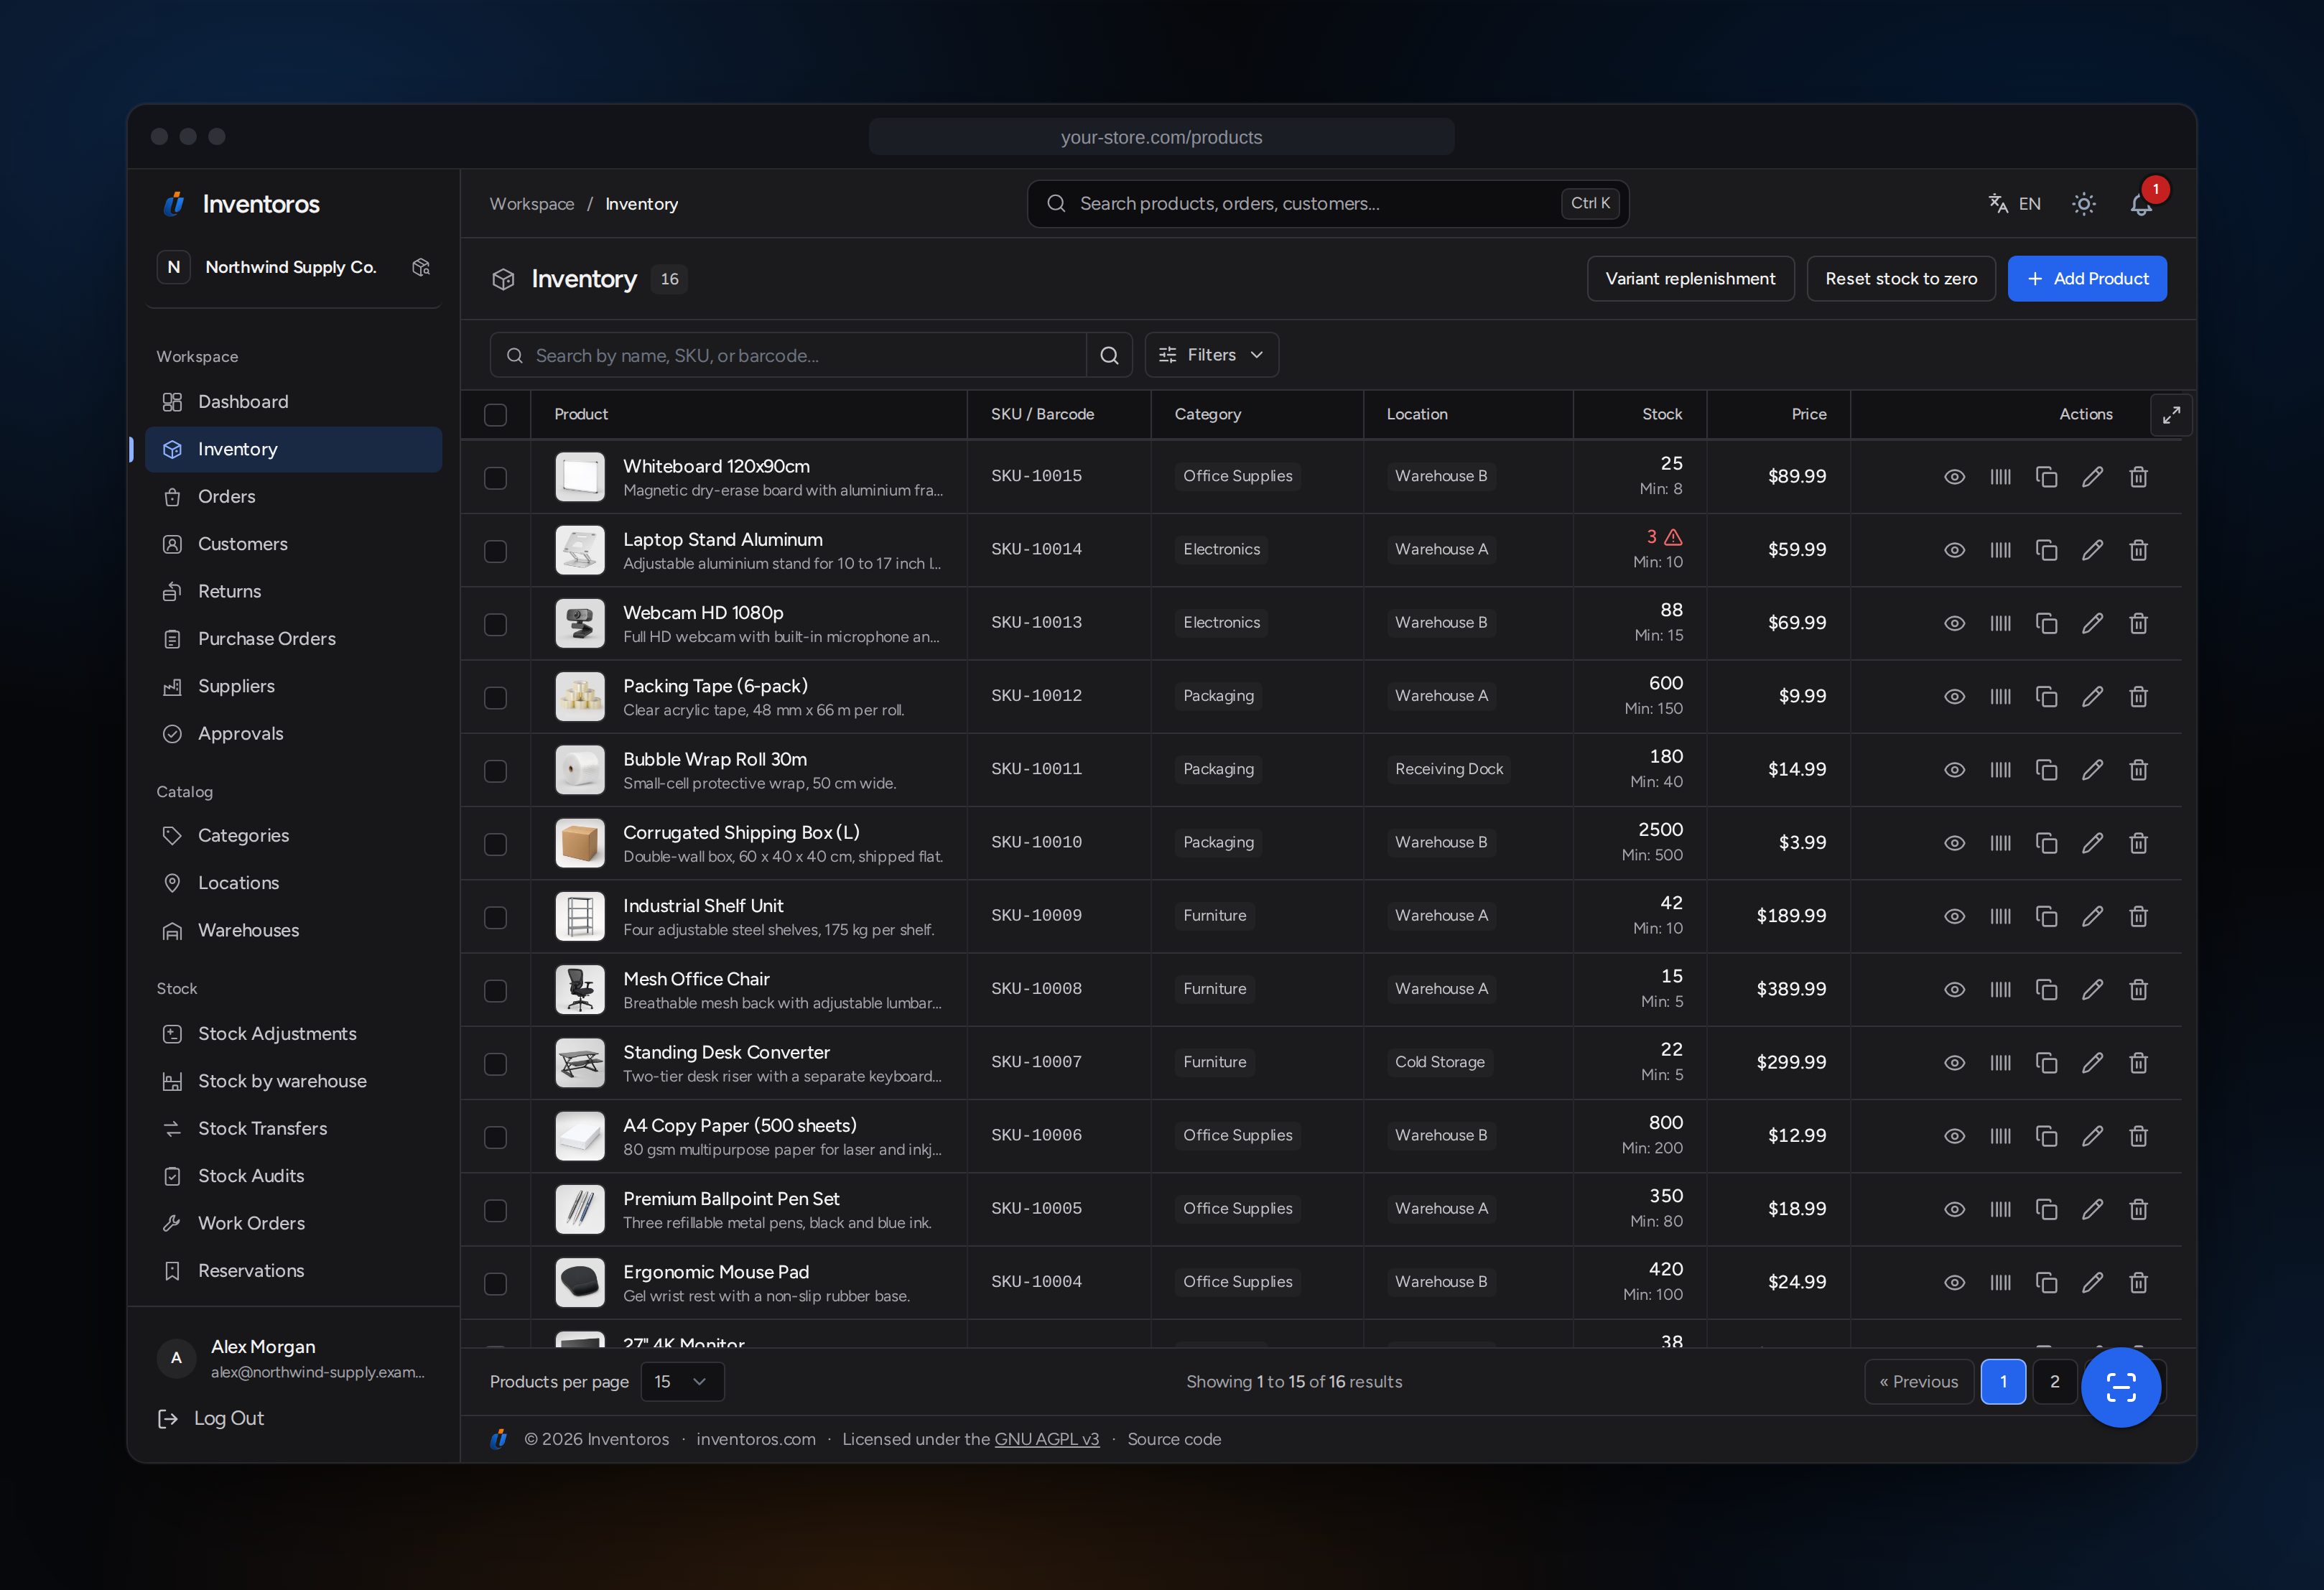 your-store.com/products
Inventoros
Workspace / Inventory
Search products, orders, customers...
Ctrl K
EN
1
N
Northwind Supply Co.
Inventory 16
Variant replenishment
Reset stock to zero
Add Product
Search by name, SKU, or barcode...
Filters
Workspace
Dashboard
Inventory
Orders
Customers
Returns
Purchase Orders
Suppliers
Approvals
Catalog
Categories
Locations
Warehouses
Stock
Stock Adjustments
Stock by warehouse
Stock Transfers
Stock Audits
Work Orders
Reservations
A
Alex Morgan
alex@northwind-supply.exam...
Log Out
Product SKU / Barcode Category Location Stock Price Actions
Whiteboard 120x90cm SKU-10015 Office Supplies Warehouse B 25 $89.99
Magnetic dry-erase board with aluminium fra... Min: 8
Laptop Stand Aluminum SKU-10014 Electronics Warehouse A 3 $59.99
Adjustable aluminium stand for 10 to 17 inch l... Min: 10
Webcam HD 1080p SKU-10013 Electronics Warehouse B 88 $69.99
Full HD webcam with built-in microphone an... Min: 15
Packing Tape (6-pack) SKU-10012 Packaging Warehouse A 600 $9.99
Clear acrylic tape, 48 mm x 66 m per roll. Min: 150
Bubble Wrap Roll 30m SKU-10011 Packaging Receiving Dock 180 $14.99
Small-cell protective wrap, 50 cm wide. Min: 40
Corrugated Shipping Box (L) SKU-10010 Packaging Warehouse B 2500 $3.99
Double-wall box, 60 x 40 x 40 cm, shipped flat. Min: 500
Industrial Shelf Unit SKU-10009 Furniture Warehouse A 42 $189.99
Four adjustable steel shelves, 175 kg per shelf. Min: 10
Mesh Office Chair SKU-10008 Furniture Warehouse A 15 $389.99
Breathable mesh back with adjustable lumbar... Min: 5
Standing Desk Converter SKU-10007 Furniture Cold Storage 22 $299.99
Two-tier desk riser with a separate keyboard... Min: 5
A4 Copy Paper (500 sheets) SKU-10006 Office Supplies Warehouse B 800 $12.99
80 gsm multipurpose paper for laser and inkj... Min: 200
Premium Ballpoint Pen Set SKU-10005 Office Supplies Warehouse A 350 $18.99
Three refillable metal pens, black and blue ink. Min: 80
Ergonomic Mouse Pad SKU-10004 Office Supplies Warehouse B 420 $24.99
Gel wrist rest with a non-slip rubber base. Min: 100
27" 4K Monitor 38
Products per page 15
Showing 1 to 15 of 16 results
« Previous 1 2
© 2026 Inventoros · inventoros.com · Licensed under the GNU AGPL v3 · Source code